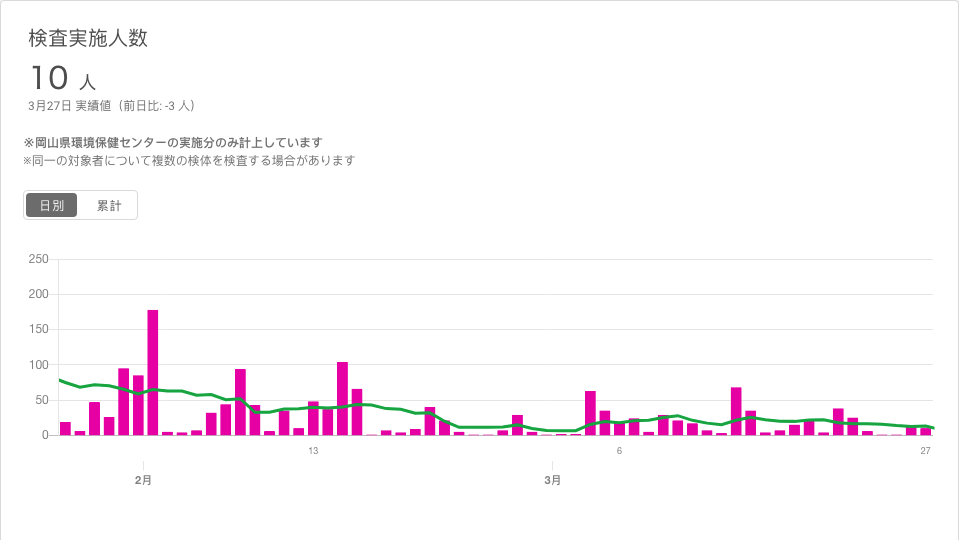 検査実施人数
10 人
3月27日 実績値（前日比: -3 人）
※岡山県環境保健センターの実施分のみ計上しています
※同一の対象者について複数の検体を検査する場合があります
日別 累計
250
200
150
100
50
0
13 6 27
2月 3月